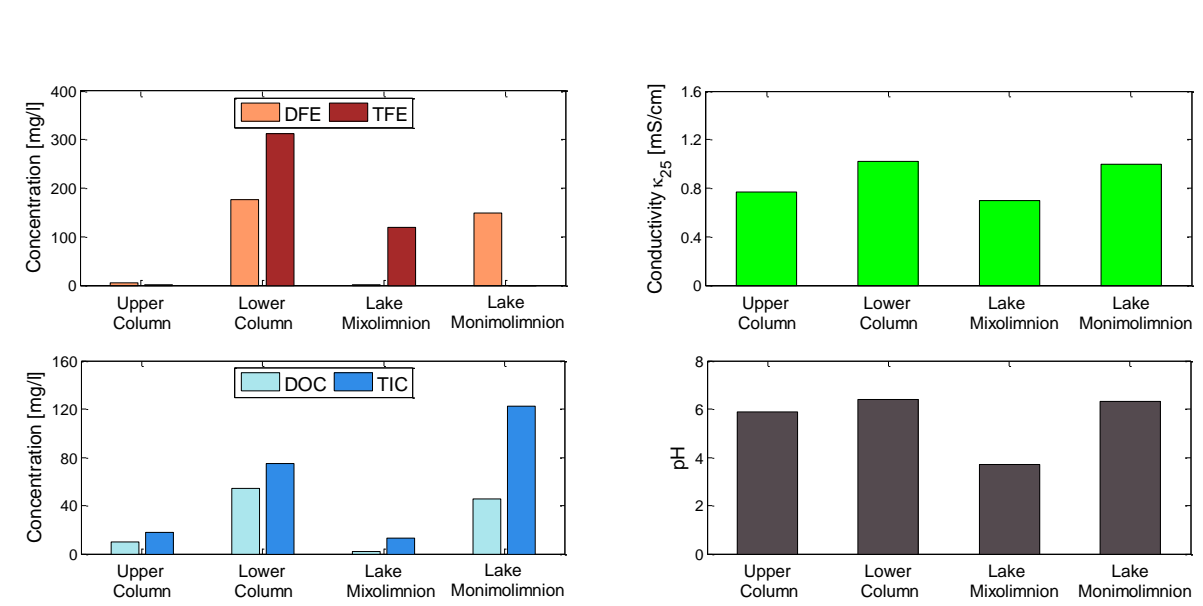 Concentration [mg/l]
400
300
200
100
0
DFE TFE
Upper Column
Lower Column
Lake Mixolimnion
Lake Monimolimnion
Conductivity κ25 [mS/cm]
1.6
1.2
0.8
0.4
0
Upper Column
Lower Column
Lake Mixolimnion
Lake Monimolimnion
Concentration [mg/l]
160
120
80
40
0
DOC TIC
Upper Column
Lower Column
Lake Mixolimnion
Lake Monimolimnion
pH
8
6
4
2
0
Upper Column
Lower Column
Lake Mixolimnion
Lake Monimolimnion